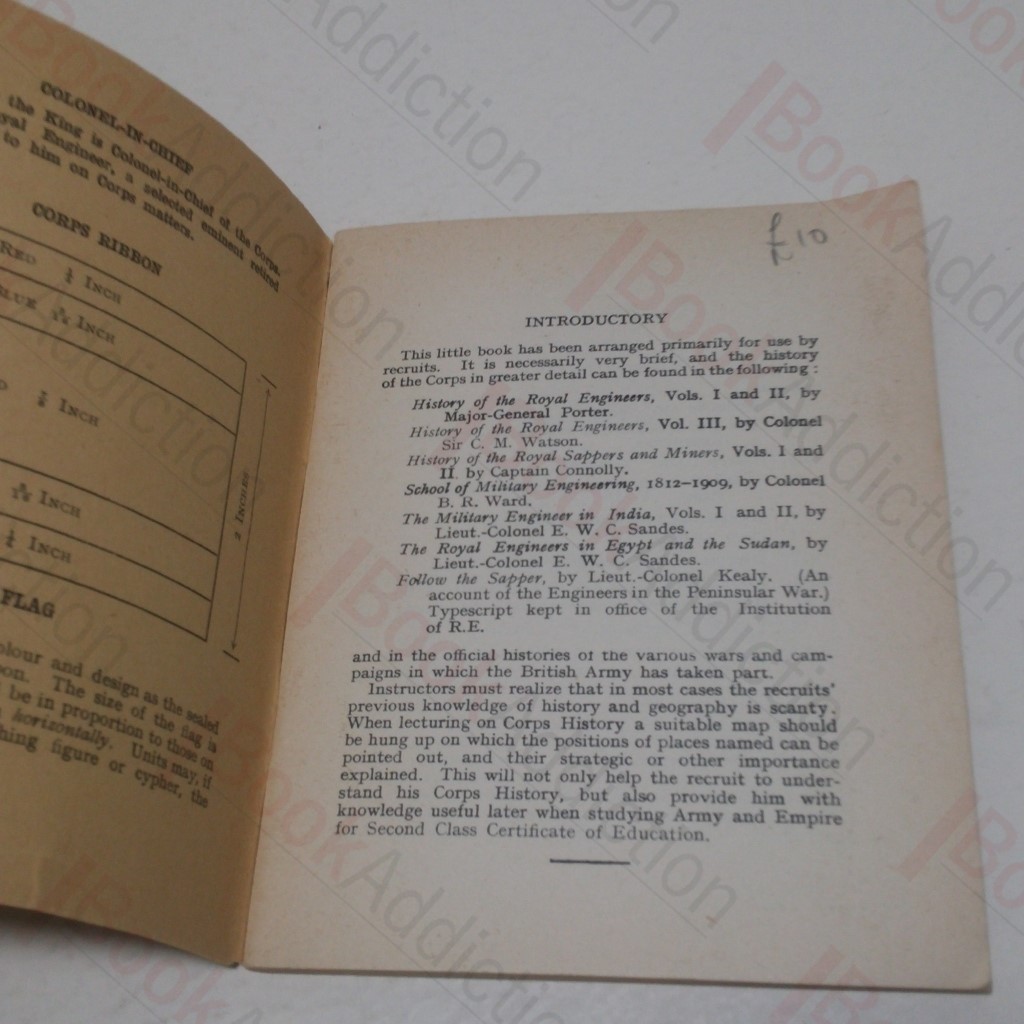 COLONEL-IN-CHIEF
the King is Colonel-in-Chief of the Corps.
Engineer, a selected eminent retired
to him on Corps matters.
CORPS RIBBON
RED ¼ INCH
INCH
INCH
INCH
¼ INCH
2 INCHES
FLAG
and design as the sealed
The size of the flag is
be in proportion to those on
horizontally. Units may, if
figure or cypher, the
£10
INTRODUCTORY
This little book has been arranged primarily for use by
recruits. It is necessarily very brief, and the history
of the Corps in greater detail can be found in the following :
History of the Royal Engineers, Vols. I and II, by
Major-General Porter.
History of the Royal Engineers, Vol. III, by Colonel
Sir C. M. Watson.
History of the Royal Sappers and Miners, Vols. I and
II by Captain Connolly.
School of Military Engineering, 1812–1909, by Colonel
B. R. Ward.
The Military Engineer in India, Vols. I and II, by
Lieut.-Colonel E. W. C. Sandes.
The Royal Engineers in Egypt and the Sudan, by
Lieut.-Colonel E. W. C. Sandes.
Follow the Sapper, by Lieut.-Colonel Kealy. (An
account of the Engineers in the Peninsular War.)
Typescript kept in office of the Institution
of R.E.
and in the official histories of the various wars and cam-
paigns in which the British Army has taken part.
Instructors must realize that in most cases the recruits'
previous knowledge of history and geography is scanty.
When lecturing on Corps History a suitable map should
be hung up on which the positions of places named can be
pointed out, and their strategic or other importance
explained. This will not only help the recruit to under-
stand his Corps History, but also provide him with
knowledge useful later when studying Army and Empire
for Second Class Certificate of Education.
BookAddiction